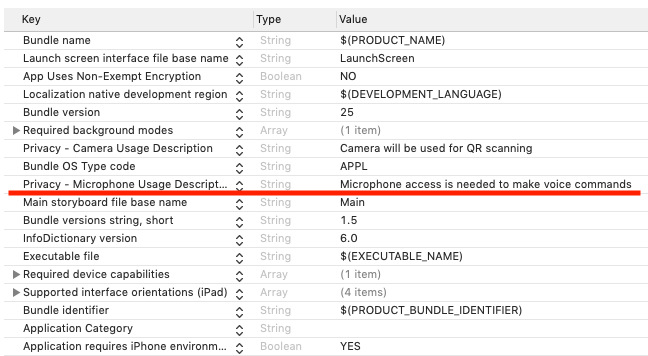 Key Type Value
Bundle name String $(PRODUCT_NAME)
Launch screen interface file base name String LaunchScreen
App Uses Non-Exempt Encryption Boolean NO
Localization native development region String $(DEVELOPMENT_LANGUAGE)
Bundle version String 25
Required background modes Array (1 item)
Privacy - Camera Usage Description String Camera will be used for QR scanning
Bundle OS Type code String APPL
Privacy - Microphone Usage Descript... String Microphone access is needed to make voice commands
Main storyboard file base name String Main
Bundle versions string, short String 1.5
InfoDictionary version String 6.0
Executable file String $(EXECUTABLE_NAME)
Required device capabilities Array (1 item)
Supported interface orientations (iPad) Array (4 items)
Bundle identifier String $(PRODUCT_BUNDLE_IDENTIFIER)
Application Category String
Application requires iPhone environm... Boolean YES